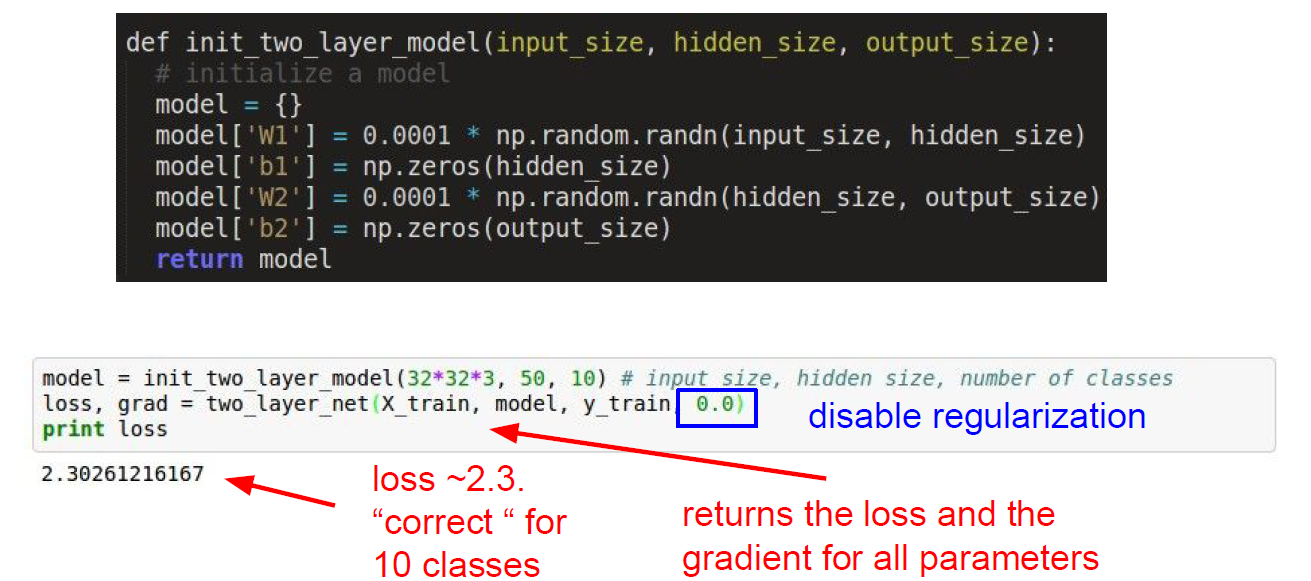 def init_two_layer_model(input_size, hidden_size, output_size):
# initialize a model
model = {}
model['W1'] = 0.0001 * np.random.randn(input_size, hidden_size)
model['b1'] = np.zeros(hidden_size)
model['W2'] = 0.0001 * np.random.randn(hidden_size, output_size)
model['b2'] = np.zeros(output_size)
return model
model = init_two_layer_model(32*32*3, 50, 10) # input size, hidden size, number of classes
loss, grad = two_layer_net(X_train, model, y_train, 0.0)
disable regularization
print loss
2.30261216167
loss ~2.3.
“correct “ for
10 classes
returns the loss and the
gradient for all parameters